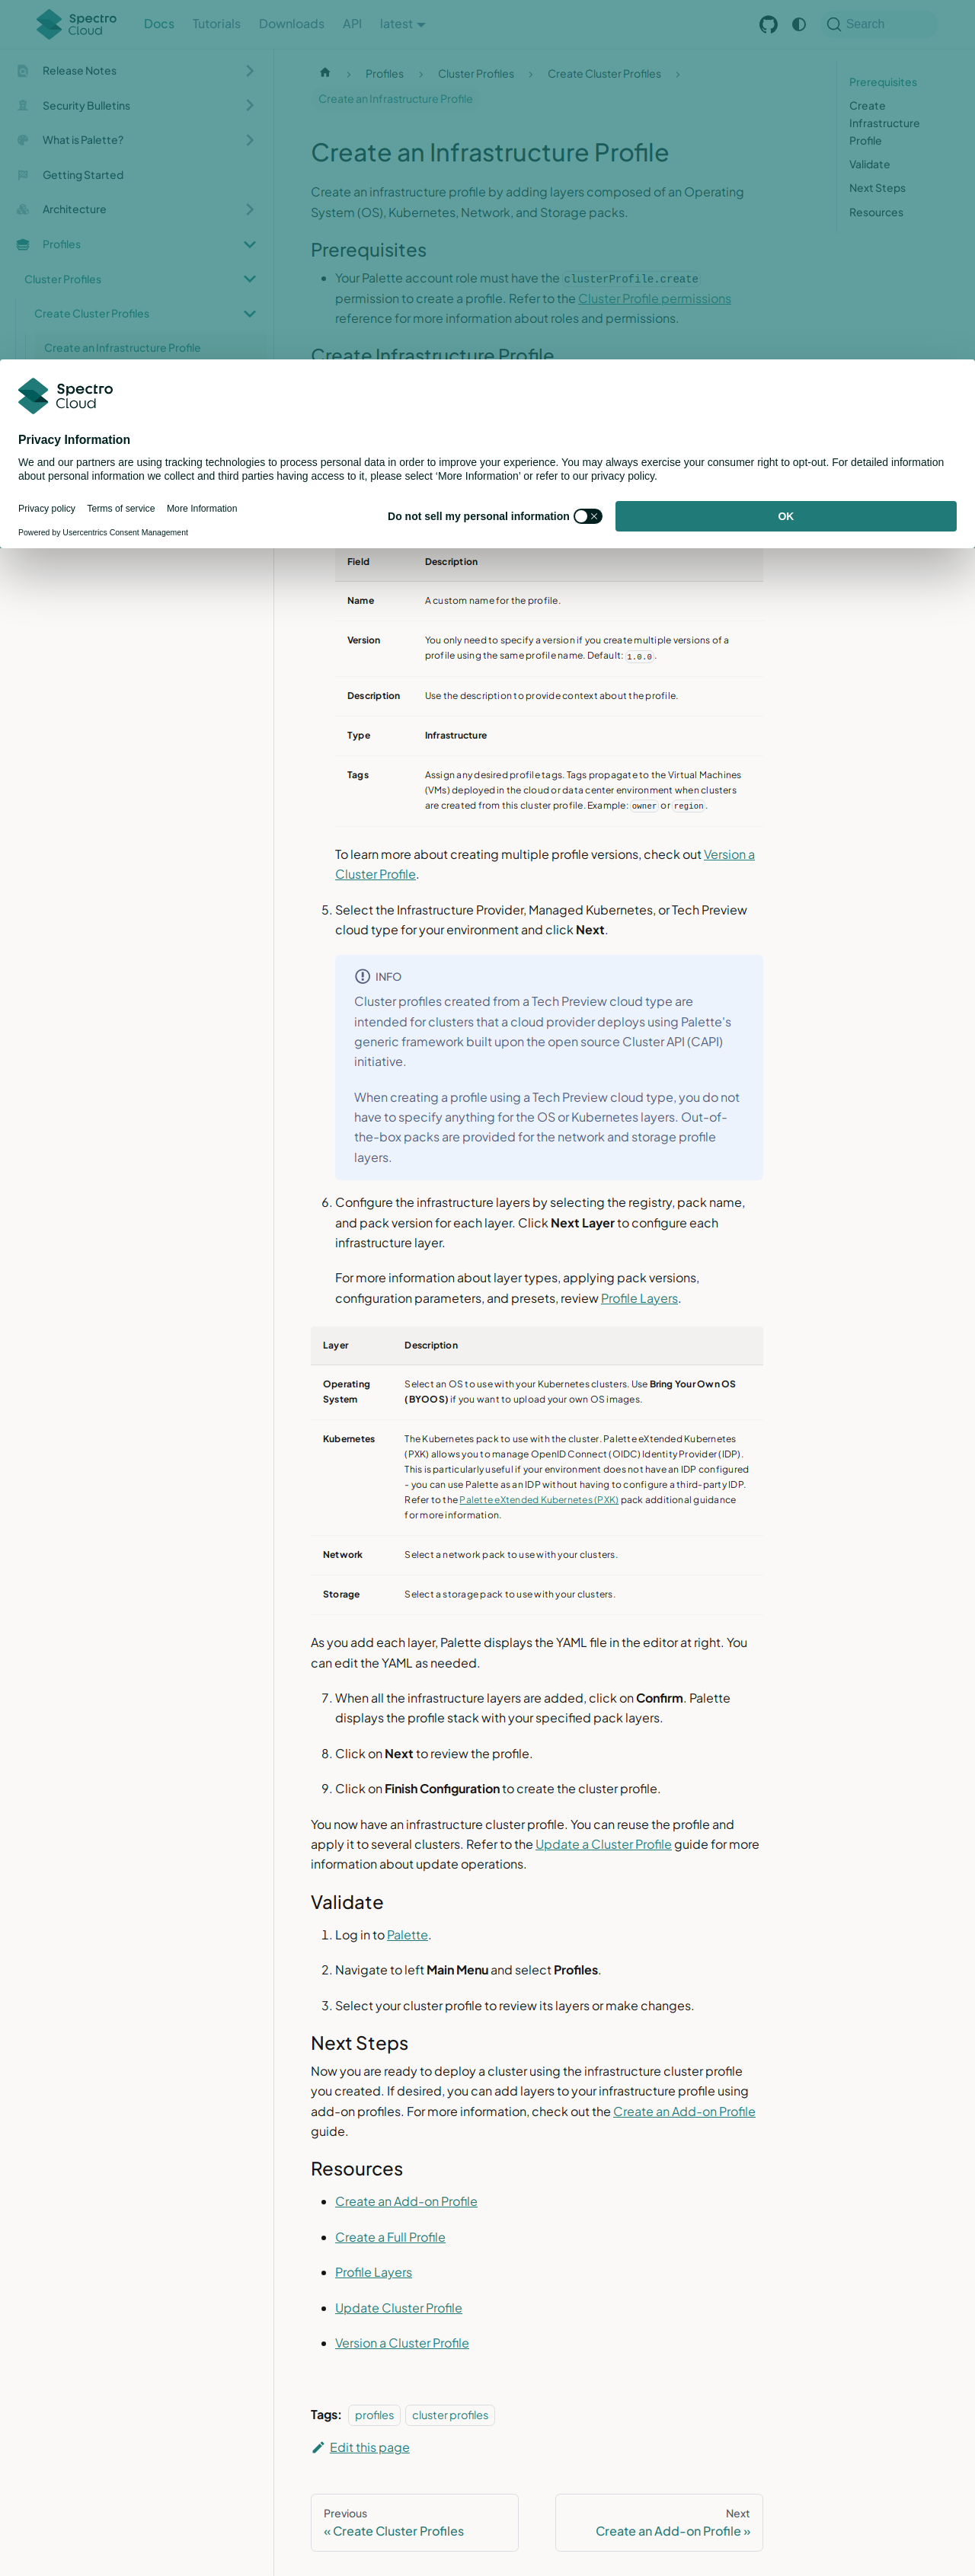 Spectro Cloud
Docs
Tutorials
Downloads
API
latest
Search
Release Notes
Security Bulletins
What is Palette?
Getting Started
Architecture
Profiles
Cluster Profiles
Create Cluster Profiles
Create an Infrastructure Profile
Profiles
Cluster Profiles
Create Cluster Profiles
Create an Infrastructure Profile
Prerequisites
Create
Infrastructure
Profile
Validate
Next Steps
Resources
Create an Infrastructure Profile
Create an infrastructure profile by adding layers composed of an Operating
System (OS), Kubernetes, Network, and Storage packs.
Prerequisites
Your Palette account role must have the clusterProfile.create
permission to create a profile. Refer to the Cluster Profile permissions
reference for more information about roles and permissions.
Create Infrastructure Profile
Spectro
Cloud
Privacy Information
We and our partners are using tracking technologies to process personal data in order to improve your experience. You may always exercise your consumer right to opt-out. For detailed information
about personal information we collect and third parties having access to it, please select ‘More Information’ or refer to our privacy policy.
Privacy policy
Terms of service
More Information
Powered by Usercentrics Consent Management
Do not sell my personal information
OK
Field Description
Name A custom name for the profile.
Version You only need to specify a version if you create multiple versions of a
profile using the same profile name. Default: 1.0.0.
Description Use the description to provide context about the profile.
Type Infrastructure
Tags Assign any desired profile tags. Tags propagate to the Virtual Machines
(VMs) deployed in the cloud or data center environment when clusters
are created from this cluster profile. Example: owner or region.
To learn more about creating multiple profile versions, check out Version a
Cluster Profile.
5. Select the Infrastructure Provider, Managed Kubernetes, or Tech Preview
cloud type for your environment and click Next.
INFO
Cluster profiles created from a Tech Preview cloud type are
intended for clusters that a cloud provider deploys using Palette's
generic framework built upon the open source Cluster API (CAPI)
initiative.
When creating a profile using a Tech Preview cloud type, you do not
have to specify anything for the OS or Kubernetes layers. Out-of-
the-box packs are provided for the network and storage profile
layers.
6. Configure the infrastructure layers by selecting the registry, pack name,
and pack version for each layer. Click Next Layer to configure each
infrastructure layer.
For more information about layer types, applying pack versions,
configuration parameters, and presets, review Profile Layers.
Layer Description
Operating System Select an OS to use with your Kubernetes clusters. Use Bring Your Own OS
(BYOOS) if you want to upload your own OS images.
Kubernetes The Kubernetes pack to use with the cluster. Palette eXtended Kubernetes
(PXK) allows you to manage OpenID Connect (OIDC) Identity Provider (IDP).
This is particularly useful if your environment does not have an IDP configured
- you can use Palette as an IDP without having to configure a third-party IDP.
Refer to the Palette eXtended Kubernetes (PXK) pack additional guidance
for more information.
Network Select a network pack to use with your clusters.
Storage Select a storage pack to use with your clusters.
As you add each layer, Palette displays the YAML file in the editor at right. You
can edit the YAML as needed.
7. When all the infrastructure layers are added, click on Confirm. Palette
displays the profile stack with your specified pack layers.
8. Click on Next to review the profile.
9. Click on Finish Configuration to create the cluster profile.
You now have an infrastructure cluster profile. You can reuse the profile and
apply it to several clusters. Refer to the Update a Cluster Profile guide for more
information about update operations.
Validate
1. Log in to Palette.
2. Navigate to left Main Menu and select Profiles.
3. Select your cluster profile to review its layers or make changes.
Next Steps
Now you are ready to deploy a cluster using the infrastructure cluster profile
you created. If desired, you can add layers to your infrastructure profile using
add-on profiles. For more information, check out the Create an Add-on Profile
guide.
Resources
Create an Add-on Profile
Create a Full Profile
Profile Layers
Update Cluster Profile
Version a Cluster Profile
Tags: profiles cluster profiles
Edit this page
Previous
« Create Cluster Profiles
Next
Create an Add-on Profile »